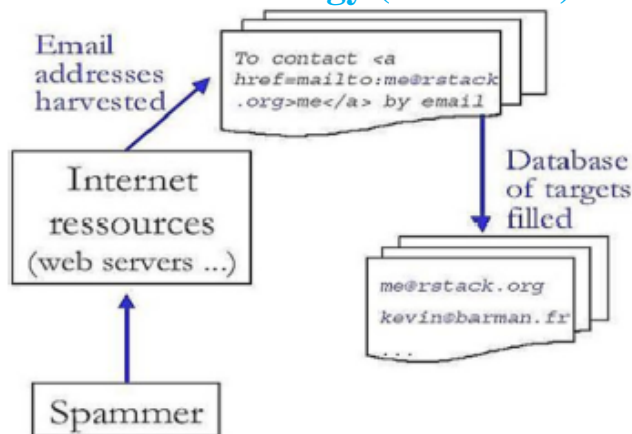 Email
addresses
harvested
To contact <a
href=mailto:me@rstack
.org>me</a> by email
Internet
ressources
(web servers ...)
Database
of targets
filled
me@rstack.org
kevin@barman.fr
...
Spammer